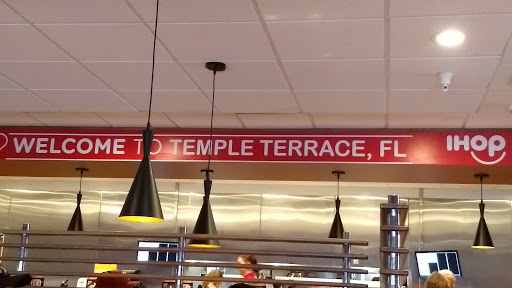 WELCOME TO TEMPLE TERRACE, FL
IHOP